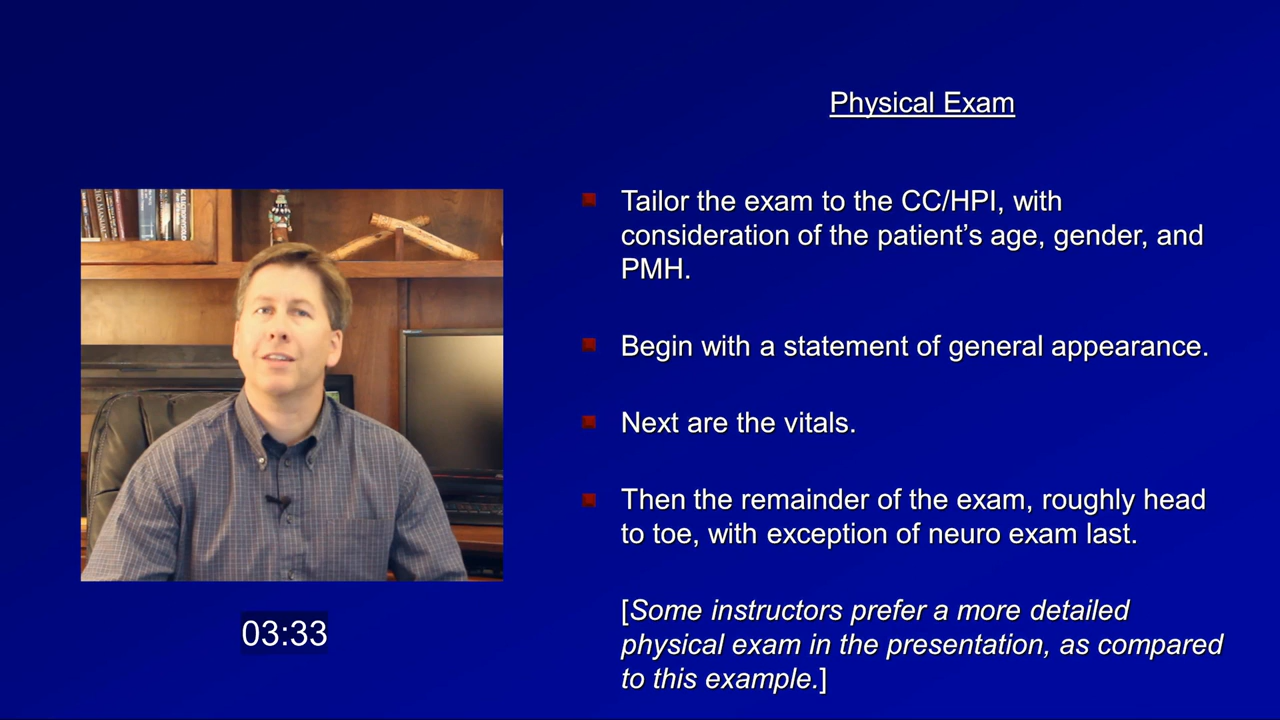 Physical Exam
Tailor the exam to the CC/HPI, with
consideration of the patient's age, gender, and
PMH.
Begin with a statement of general appearance.
Next are the vitals.
Then the remainder of the exam, roughly head
to toe, with exception of neuro exam last.
[Some instructors prefer a more detailed
physical exam in the presentation, as compared
to this example.]
03:33